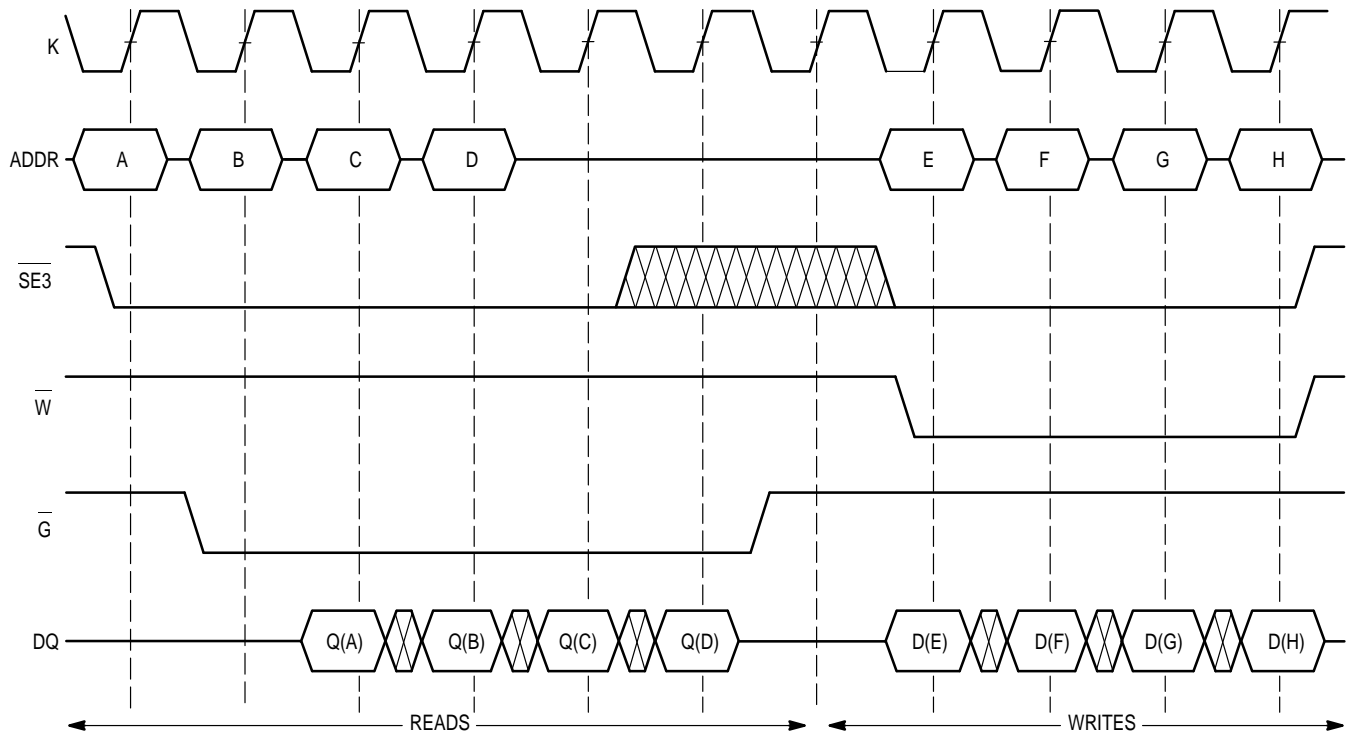 K
ADDR A B C D E F G H
SE3
W
G
DQ Q(A) Q(B) Q(C) Q(D) D(E) D(F) D(G) D(H)
READS WRITES